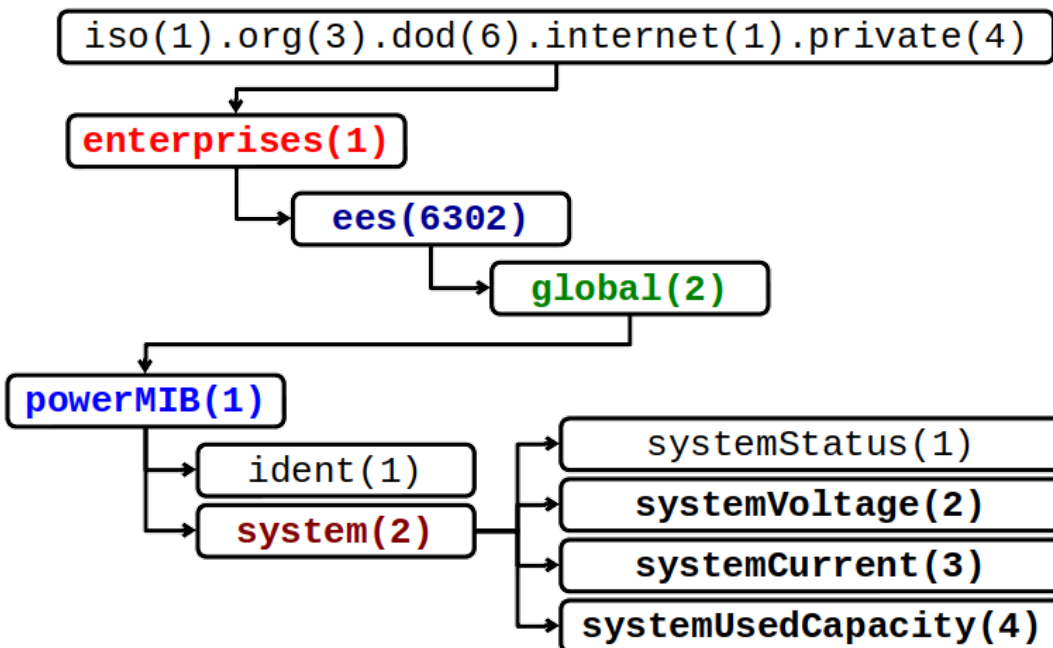 iso(1).org(3).dod(6).internet(1).private(4)
enterprises(1)
ees(6302)
global(2)
powerMIB(1)
ident(1)
system(2)
systemStatus(1)
systemVoltage(2)
systemCurrent(3)
systemUsedCapacity(4)